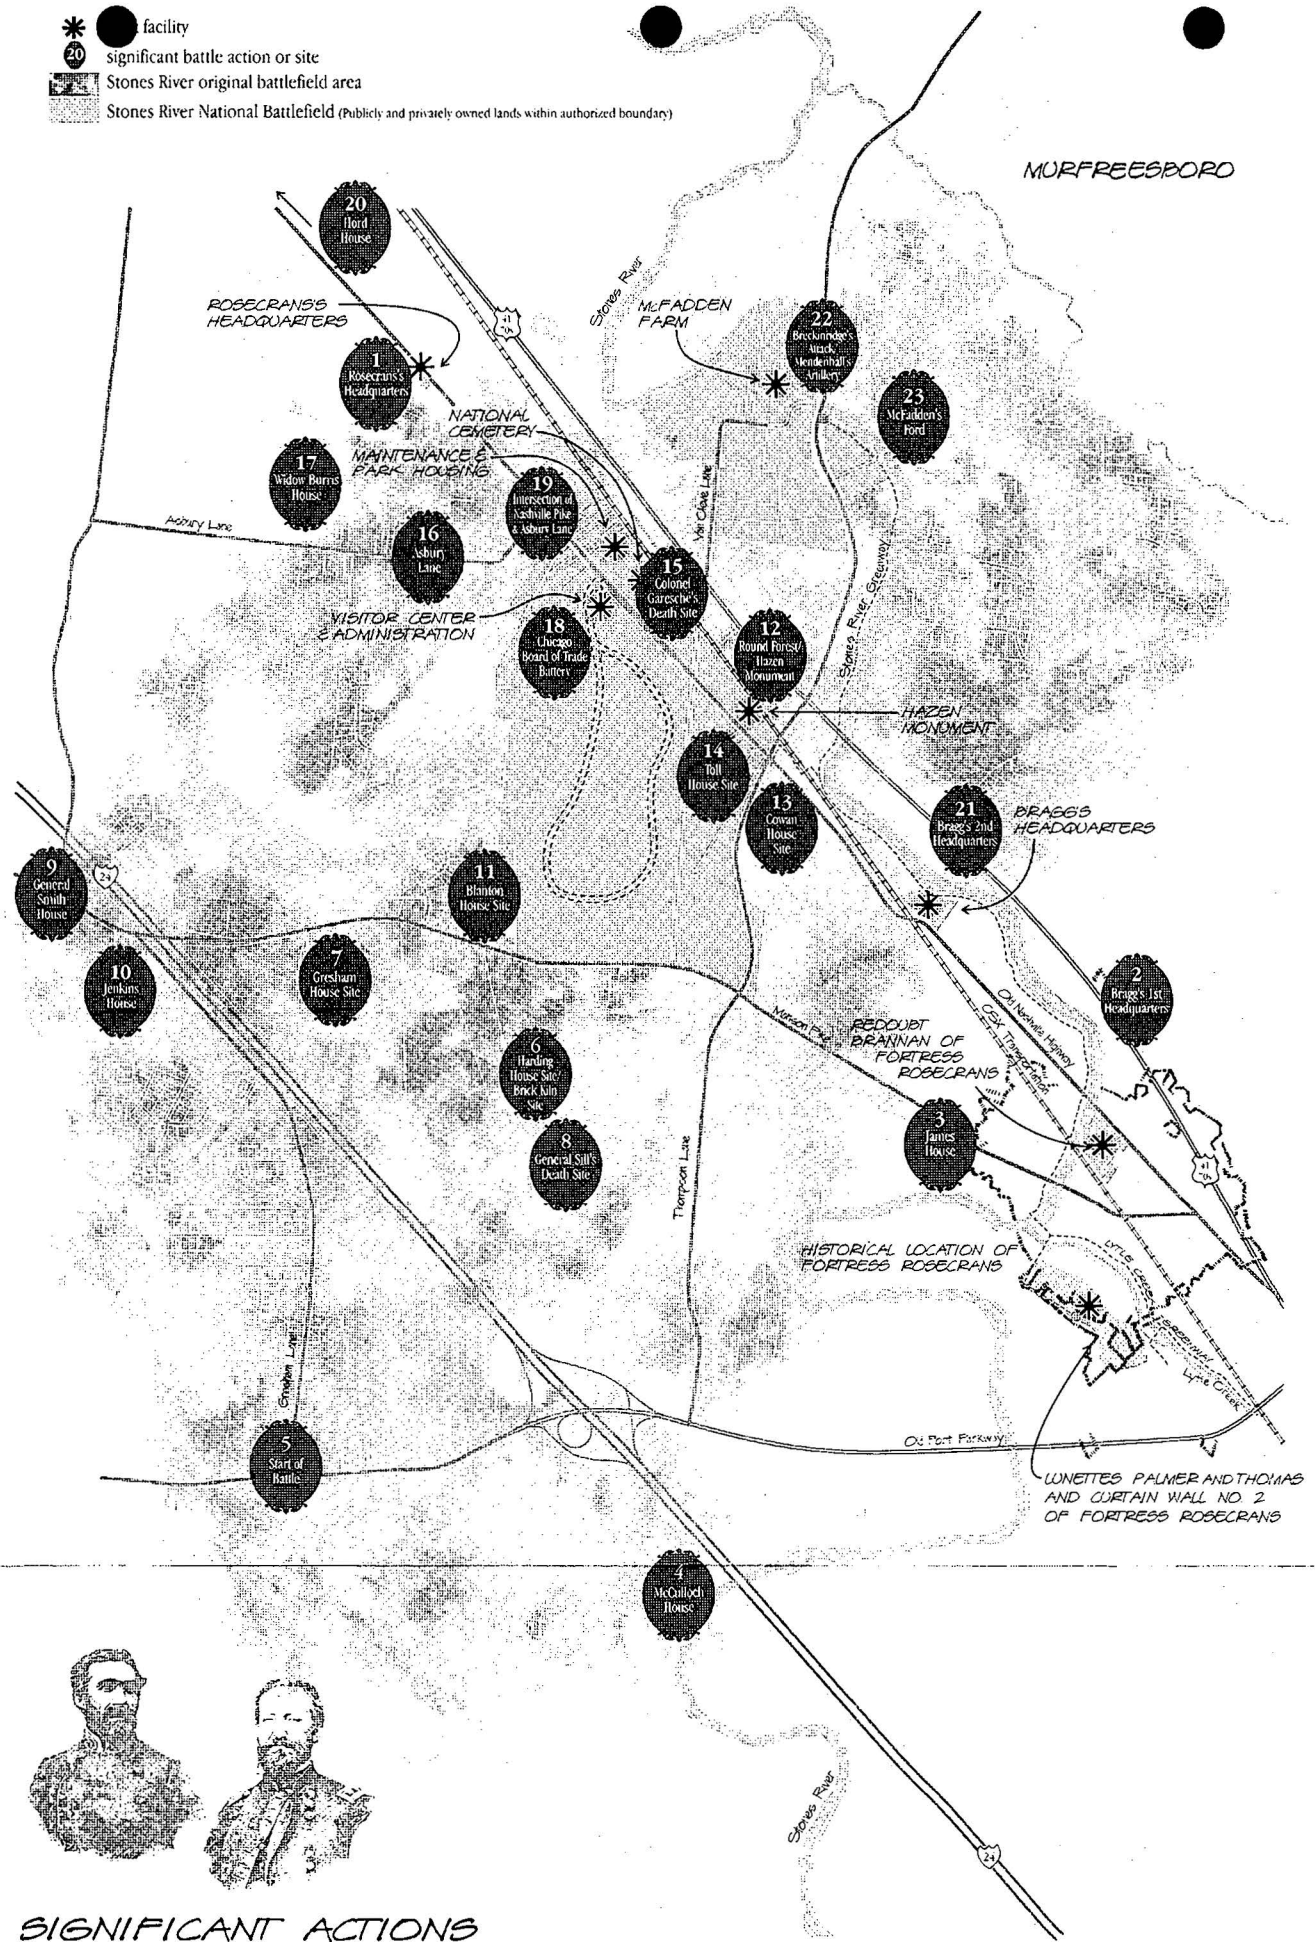 facility
20 significant battle action or site
Stones River original battlefield area
Stones River National Battlefield (Publicly and privately owned lands within authorized boundary)
MURFREESBORO
20
Hord
House
ROSECRANS'S
HEADQUARTERS
Stones River
McFADDEN
FARM
41
22
Breckinridge's
Attack
Mendenhall's
Artillery
1
Rosecrans's
Headquarters
23
McFadden's
Ford
NATIONAL
CEMETERY
MAINTENANCE &
PARK HOUSING
17
Widow Burris
House
19
Intersection of
Nashville Pike
& Asbury Lane
Van Cleve Lane
Asbury Lane
16
Asbury
Lane
15
Colonel
Garesche's
Death Site
Stones River Greenway
VISITOR CENTER
& ADMINISTRATION
18
Chicago
Board of Trade
Battery
12
Round Forest/
Hazen
Monument
HAZEN
MONUMENT
14
Toll
House Site
13
Cowan
House
Site
21
Bragg's 2nd
Headquarters
BRAGG'S
HEADQUARTERS
9
General
Smith
House
24
11
Blanton
House Site
7
Gresham
House Site
10
Jenkins
House
2
Bragg's 1st
Headquarters
Old Nashville Highway
CSX Transportation
Manson Pike
REDOUBT
BRANNAN OF
FORTRESS
ROSECRANS
6
Harding
House Site/
Brick Kiln
Site
3
James
House
8
General Sill's
Death Site
41
Thompson Lane
HISTORICAL LOCATION OF
FORTRESS ROSECRANS
LYTLE CREEK
GREENWAY
Lytle Creek
Gresham Lane
5
Start of
Battle
Old Fort Parkway
LUNETTES PALMER AND THOMAS
AND CURTAIN WALL NO. 2
OF FORTRESS ROSECRANS
4
McCulloch
House
Stones River
24
SIGNIFICANT ACTIONS